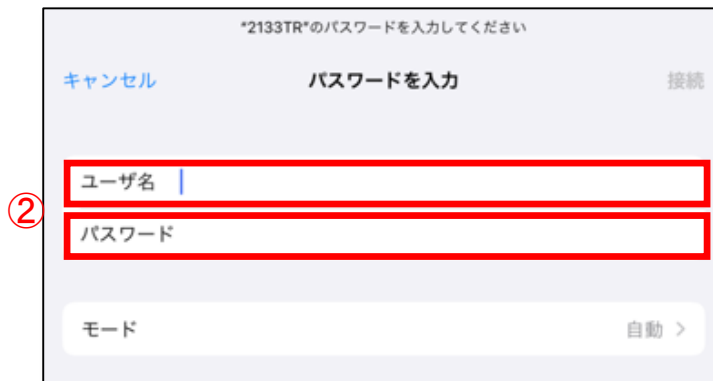 "2133TR"のパスワードを入力してください
キャンセル パスワードを入力 接続
ユーザ名
②
パスワード
モード 自動 >